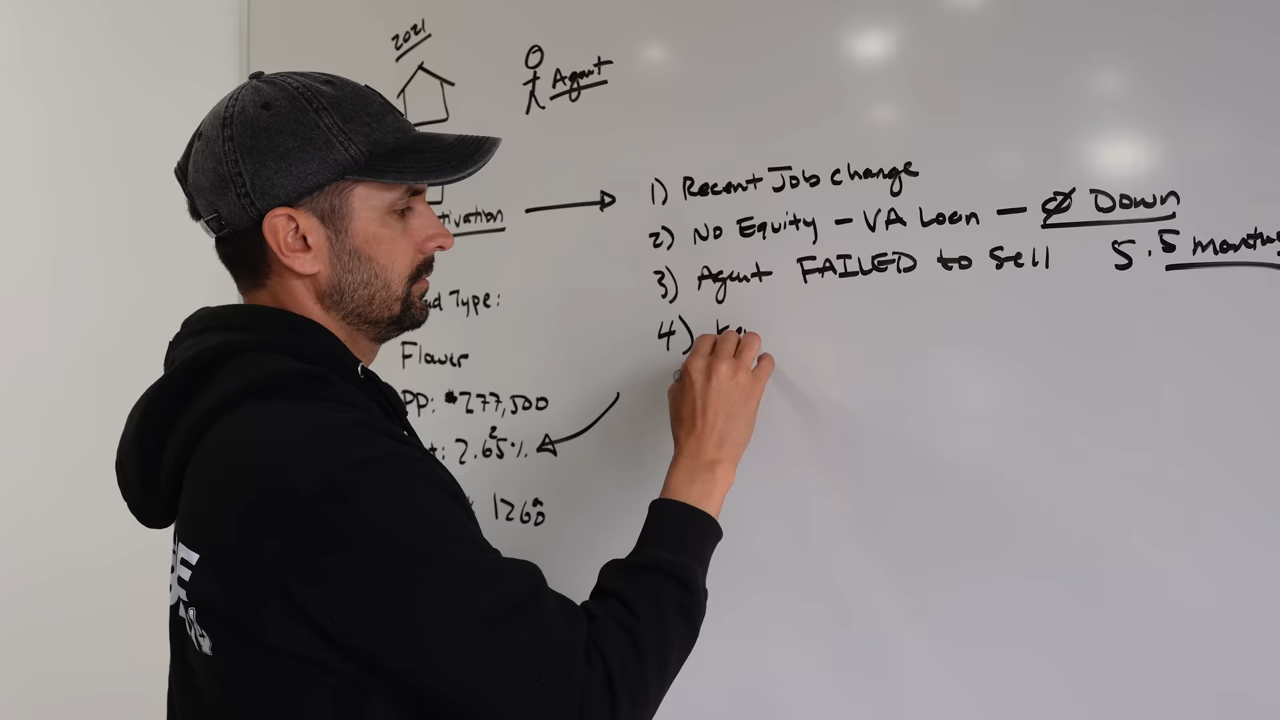 2021
Agent
tivation
1) Recent Job change
2) No Equity - VA Loan - Ø Down
3) Agent FAILED to Sell 5.5 months
4)
d Type:
Flower
PP: $277,500
t: 2.65%
1260